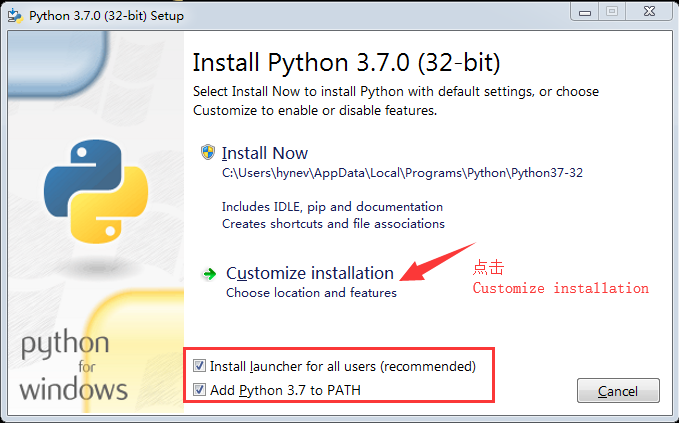 Python 3.7.0 (32-bit) Setup
Install Python 3.7.0 (32-bit)
Select Install Now to install Python with default settings, or choose
Customize to enable or disable features.
Install Now
C:\Users\hynev\AppData\Local\Programs\Python\Python37-32
Includes IDLE, pip and documentation
Creates shortcuts and file associations
Customize installation
Choose location and features
点击
Customize installation
python
for
windows
Install launcher for all users (recommended)
Add Python 3.7 to PATH
Cancel